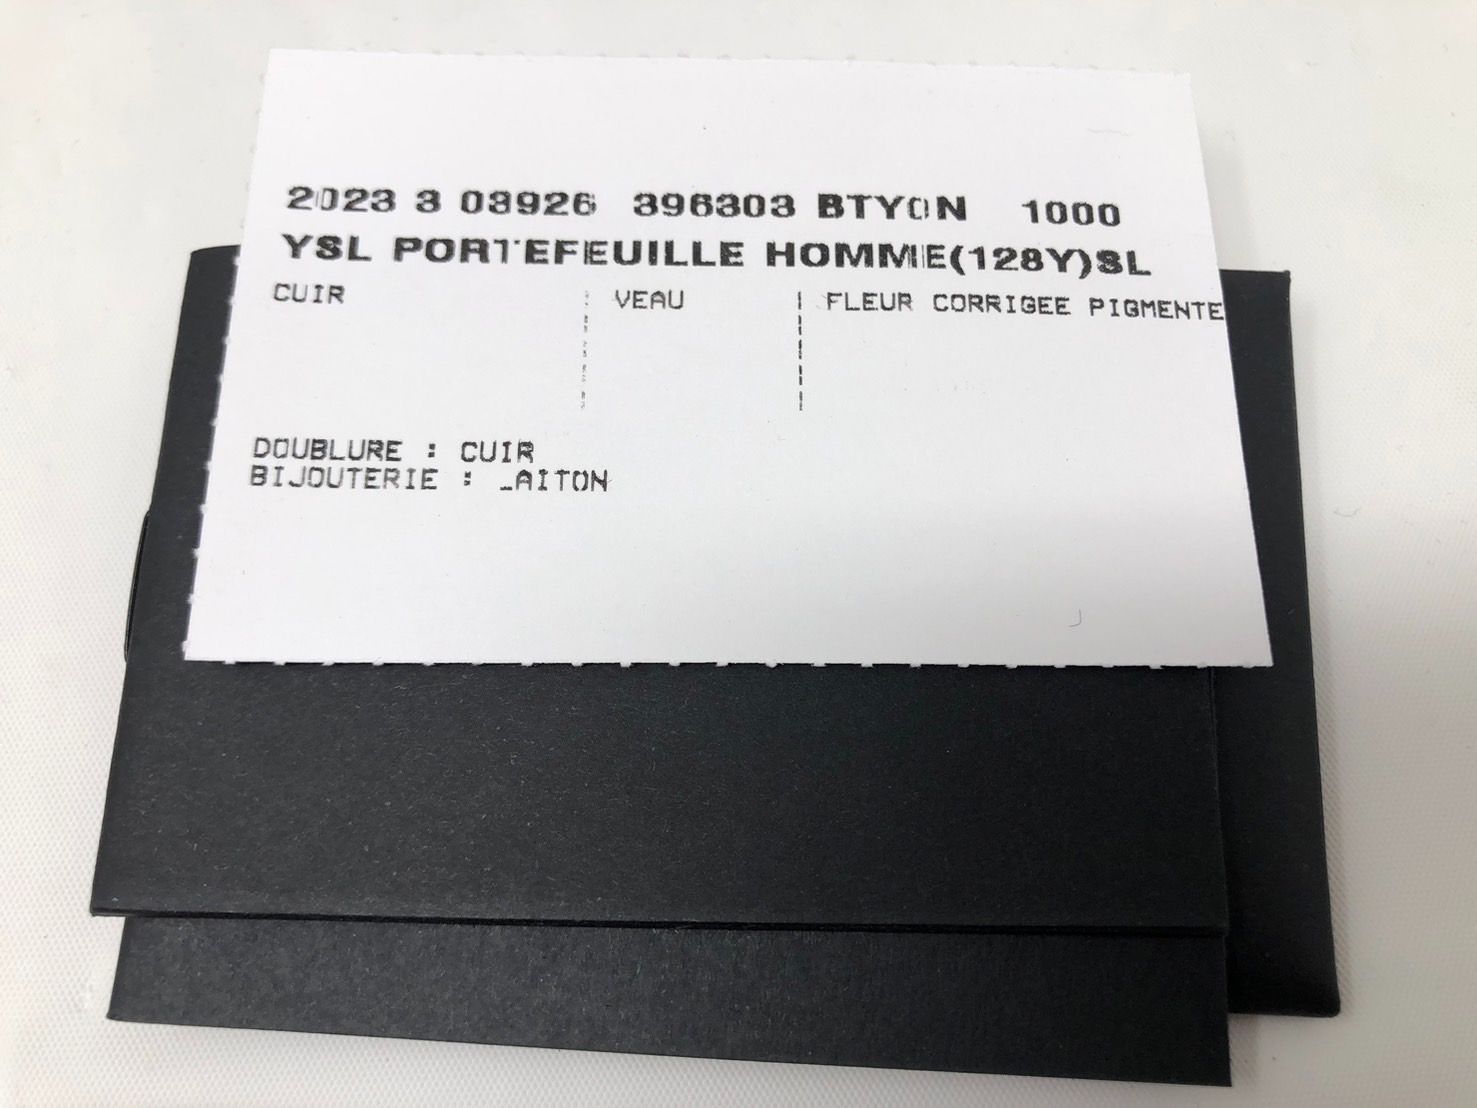 2023 3 03926 396303 BTY0N 1000
YSL PORTEFEUILLE HOMME(128Y)SL
CUIR VEAU FLEUR CORRIGEE PIGMENTE
DOUBLURE : CUIR
BIJOUTERIE : LAITON